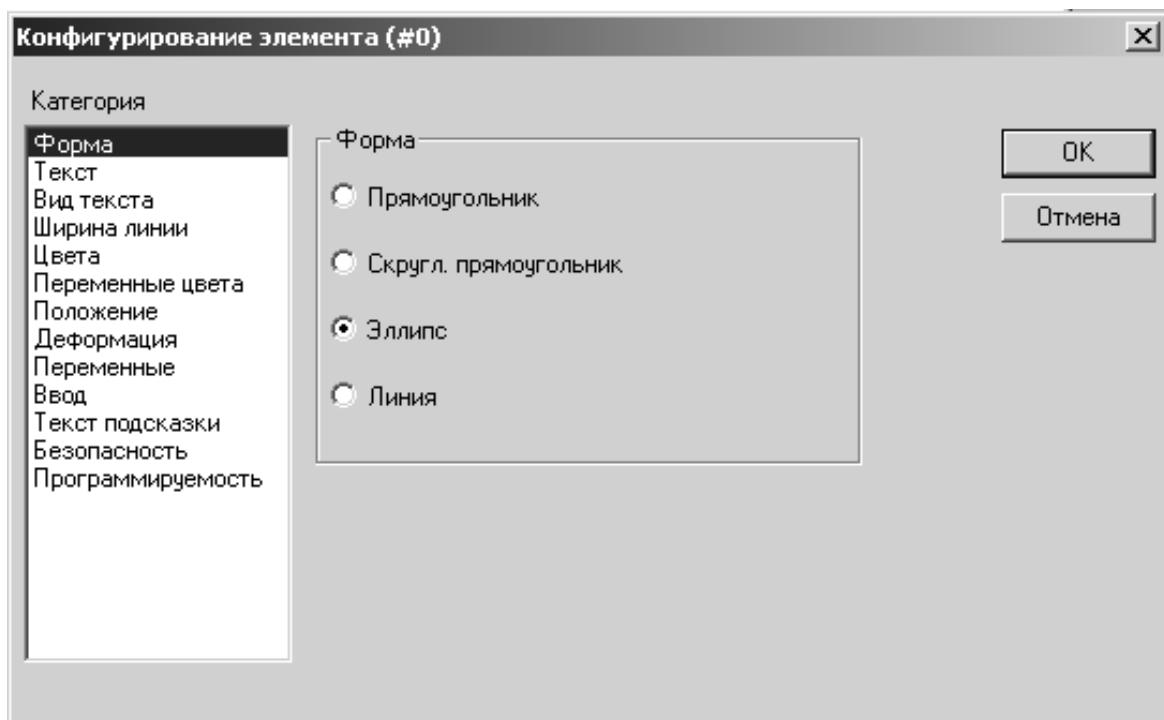 Конфигурирование элемента (#0)
Категория
Форма
Текст
Вид текста
Ширина линии
Цвета
Переменные цвета
Положение
Деформация
Переменные
Ввод
Текст подсказки
Безопасность
Программируемость
Форма
Прямоугольник
Скругл. прямоугольник
Эллипс
Линия
OK
Отмена